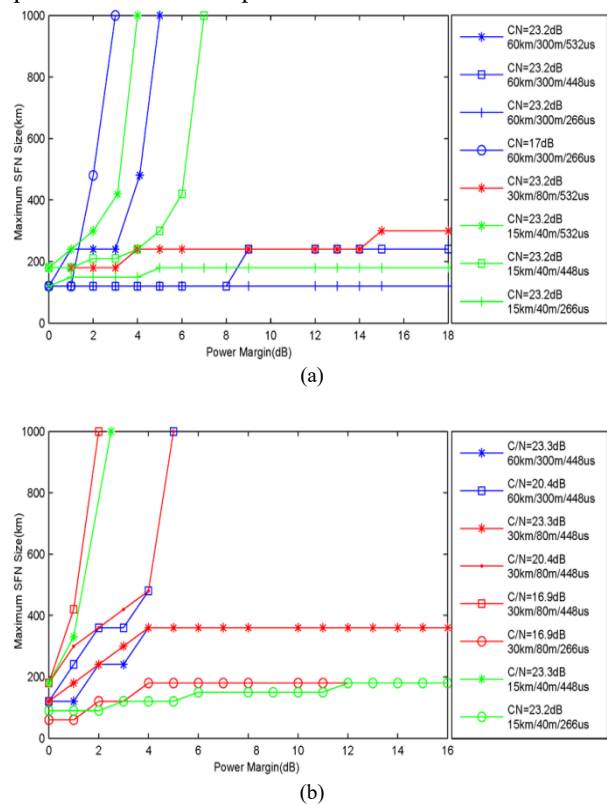 1000
800
600
400
200
0
Maximum SFN Size(km)
0 2 4 6 8 10 12 14 16 18
Power Margin(dB)
CN=23.2dB
60km/300m/532us
CN=23.2dB
60km/300m/448us
CN=23.2dB
60km/300m/266us
CN=17dB
60km/300m/266us
CN=23.2dB
30km/80m/532us
CN=23.2dB
15km/40m/532us
CN=23.2dB
15km/40m/448us
CN=23.2dB
15km/40m/266us
(a)
1000
800
600
400
200
0
Maximum SFN Size(km)
0 2 4 6 8 10 12 14 16
Power Margin(dB)
C/N=23.3dB
60km/300m/448us
C/N=20.4dB
60km/300m/448us
C/N=23.3dB
30km/80m/448us
C/N=20.4dB
30km/80m/448us
C/N=16.9dB
30km/80m/448us
C/N=16.9dB
30km/80m/266us
C/N=23.3dB
15km/40m/448us
CN=23.2dB
15km/40m/266us
(b)